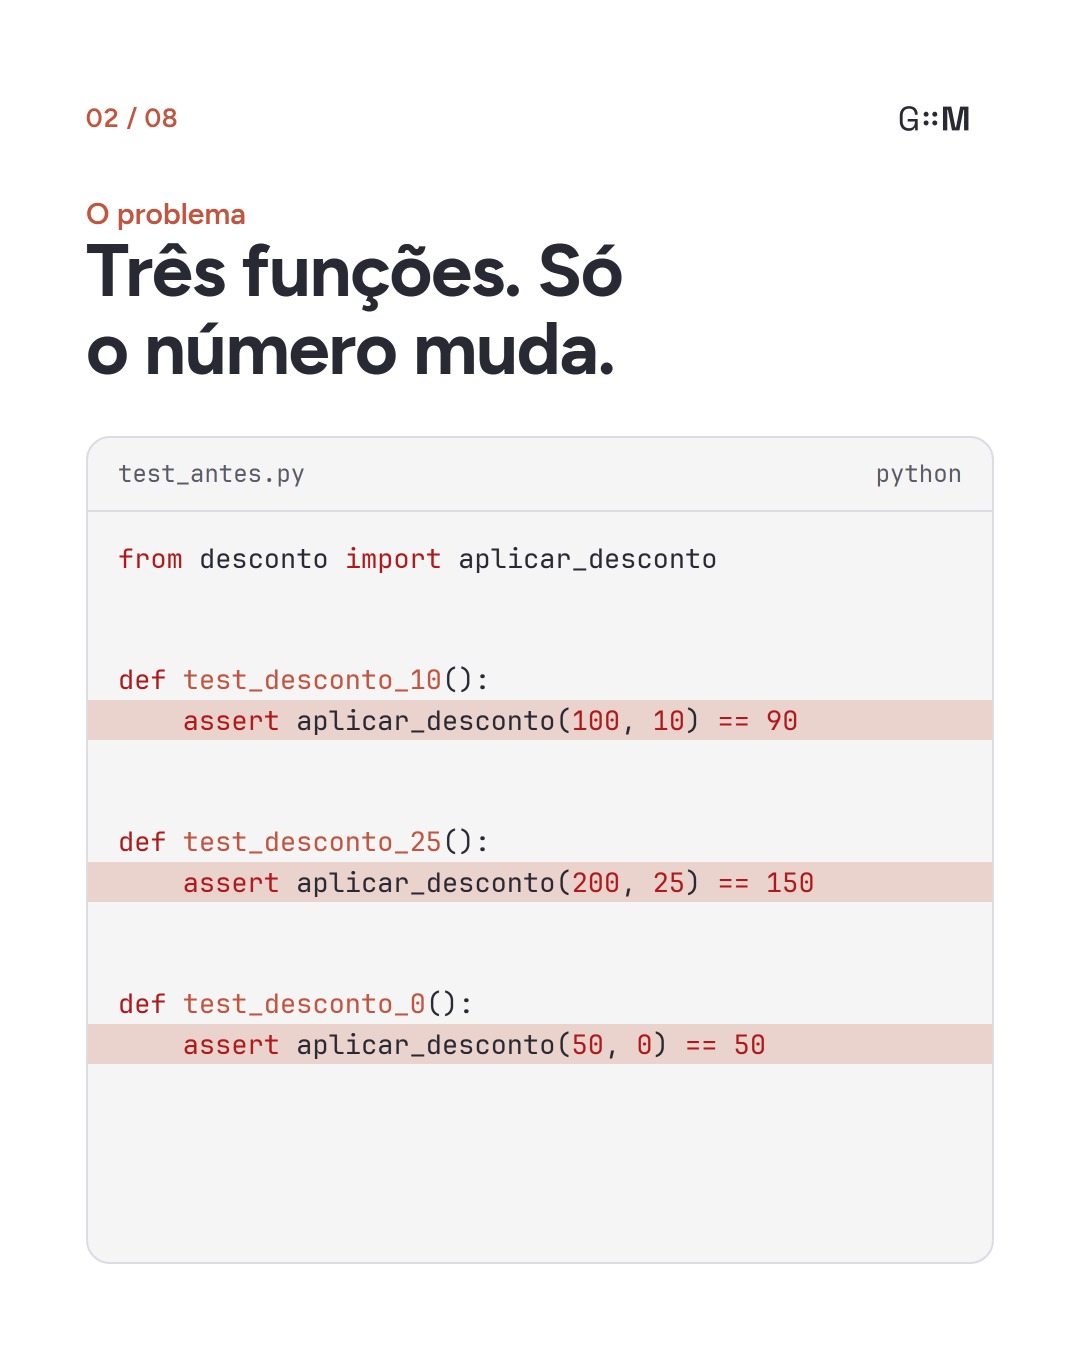 02 / 08
G::M
O problema
Três funções. Só
o número muda.
test_antes.py
python
from desconto import aplicar_desconto
def test_desconto_10():
    assert aplicar_desconto(100, 10) == 90
def test_desconto_25():
    assert aplicar_desconto(200, 25) == 150
def test_desconto_0():
    assert aplicar_desconto(50, 0) == 50